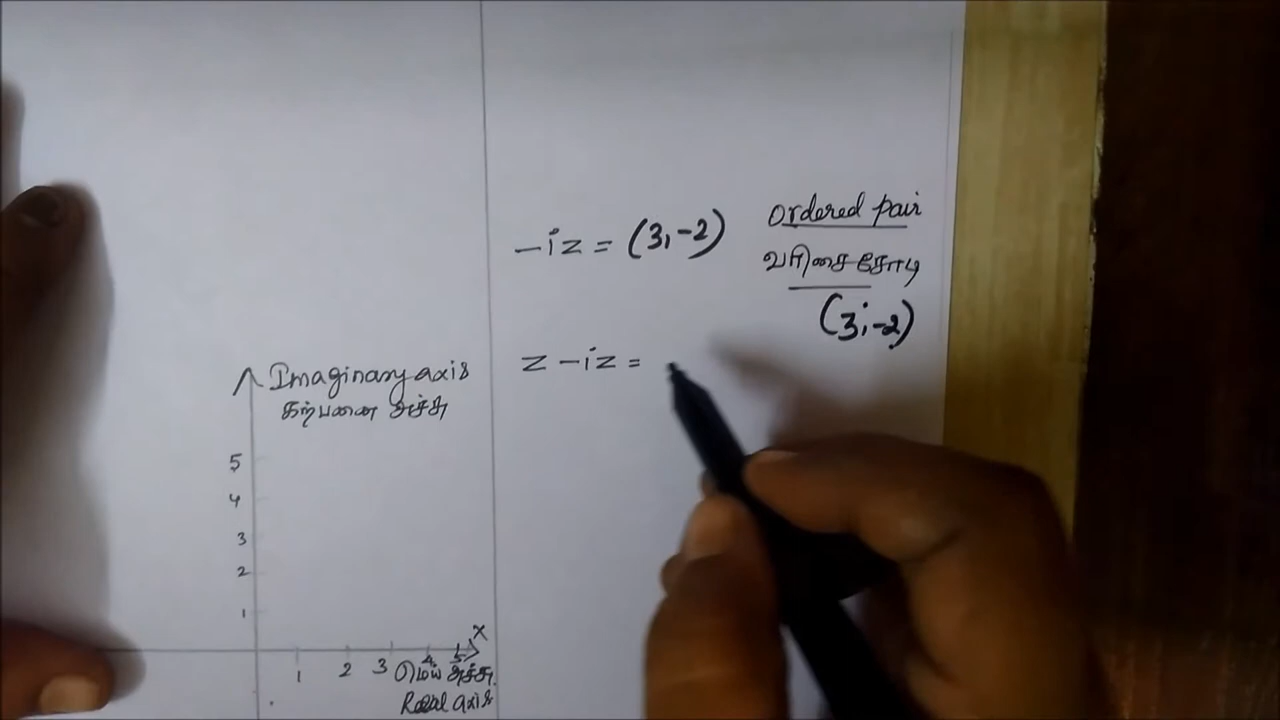 ordered pair
-iz = (3,-2)
வரிசை சோடி
(3,-2)
z - iz =
Imaginary axis
கற்பனை அச்சு
5
4
3
2
1
X
1 2 3 4 5
மெய் அச்சு
Real axis